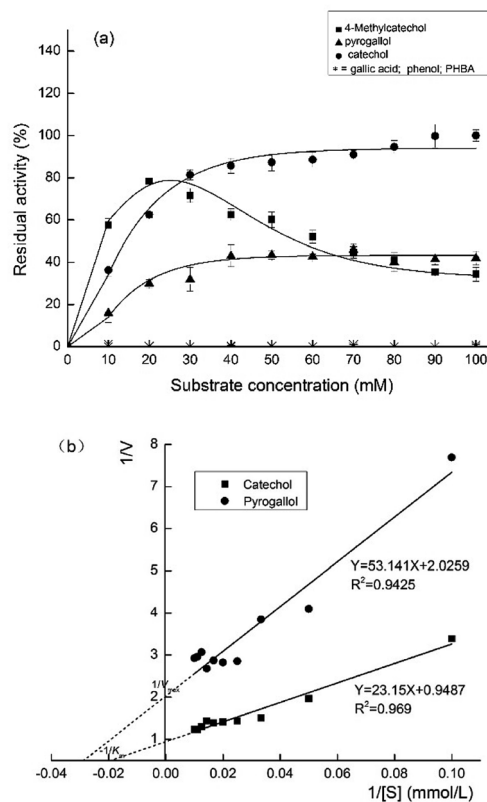 (a)
4-Methylcatechol
pyrogallol
catechol
gallic acid; phenol; PHBA
Residual activity (%)
140
120
100
80
60
40
20
0
0 10 20 30 40 50 60 70 80 90 100
Substrate concentration (mM)
(b)
1/V
8
7
6
5
4
3
2
1
Catechol
Pyrogallol
Y=53.141X+2.0259
R²=0.9425
Y=23.15X+0.9487
R²=0.969
1/Vmax
-1/Km
-0.04 -0.02 0.00 0.02 0.04 0.06 0.08 0.10
1/[S] (mmol/L)